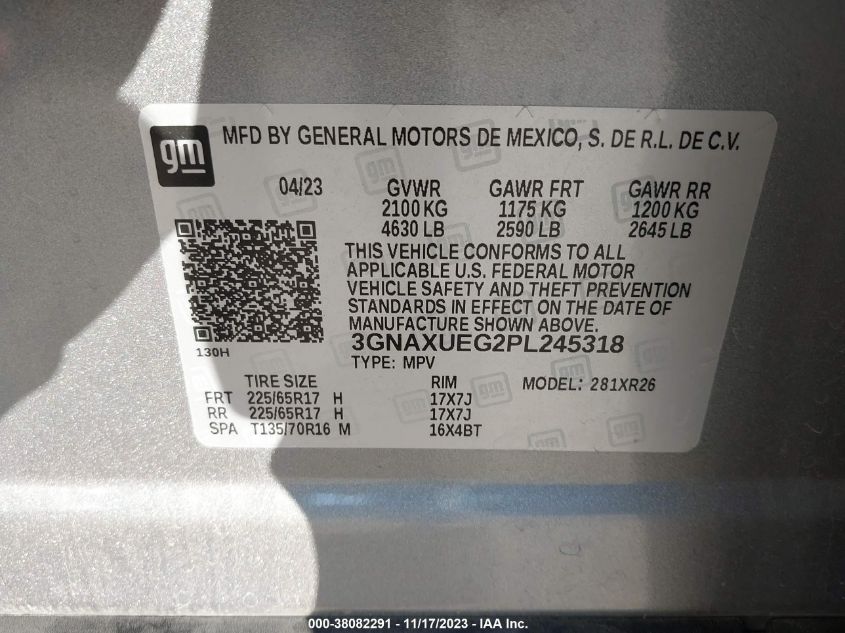 gm MFD BY GENERAL MOTORS DE MEXICO, S. DE R.L. DE C.V.
04/23 GVWR GAWR FRT GAWR RR
2100 KG 1175 KG 1200 KG
4630 LB 2590 LB 2645 LB
THIS VEHICLE CONFORMS TO ALL
APPLICABLE U.S. FEDERAL MOTOR
VEHICLE SAFETY AND THEFT PREVENTION
STANDARDS IN EFFECT ON THE DATE OF
MANUFACTURE SHOWN ABOVE.
130H
3GNAXUEG2PL245318
TYPE: MPV
TIRE SIZE RIM MODEL: 281XR26
FRT 225/65R17 H 17X7J
RR 225/65R17 H 17X7J
SPA T135/70R16 M 16X4BT
000-38082291 - 11/17/2023 - IAA Inc.